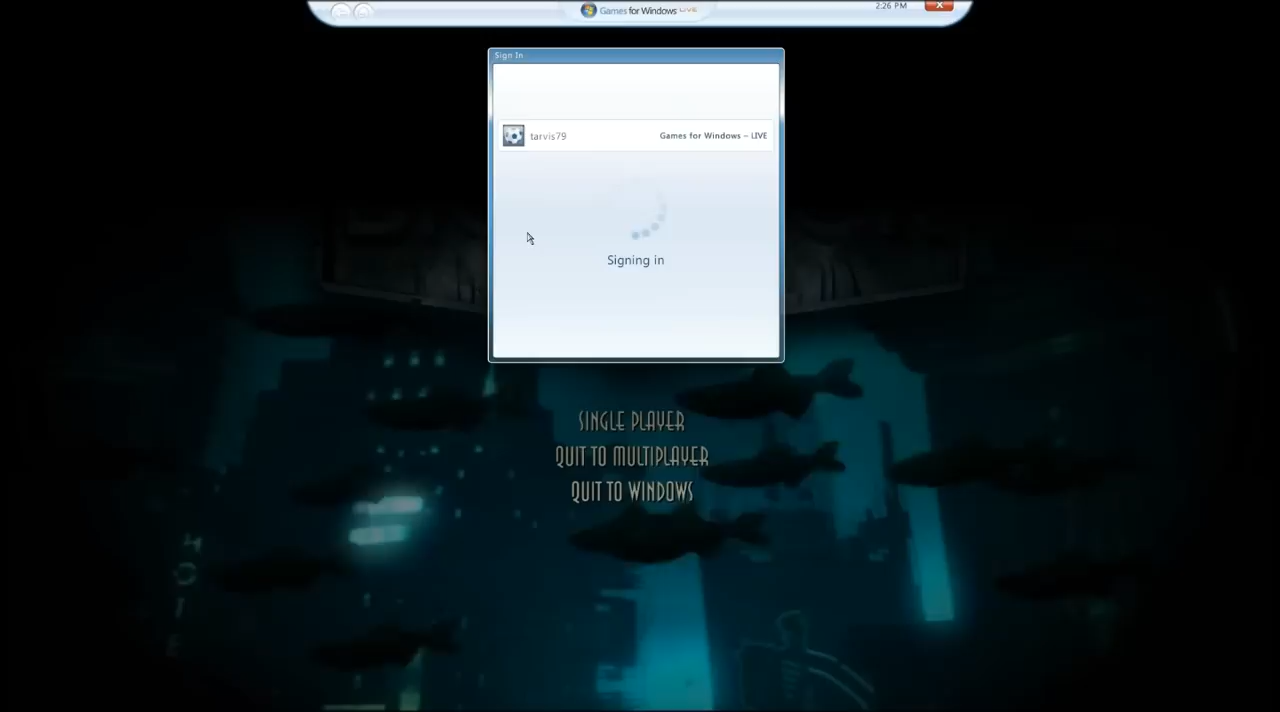 Games for Windows LIVE
2:26 PM
Sign In
tarvis79
Games for Windows – LIVE
Signing in
SINGLE PLAYER
QUIT TO MULTIPLAYER
QUIT TO WINDOWS
HOTE